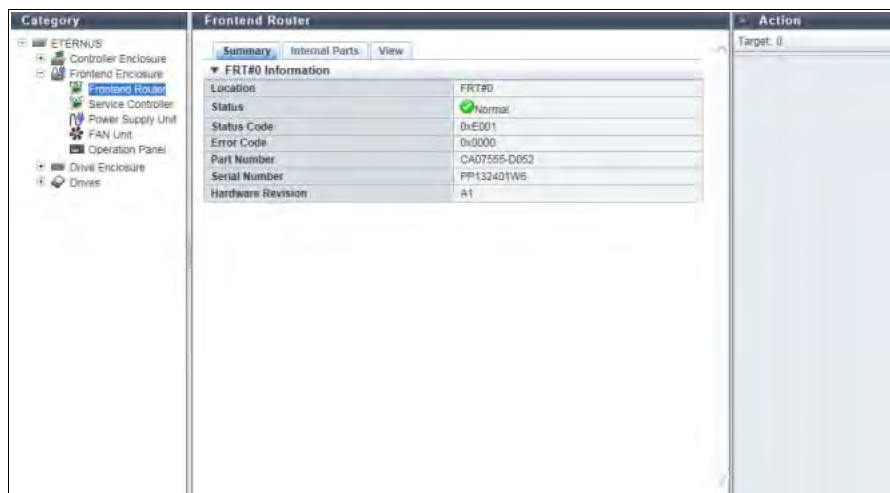 Category
ETERNUS
Controller Enclosure
Frontend Enclosure
Frontend Router
Service Controller
Power Supply Unit
FAN Unit
Operation Panel
Drive Enclosure
Drives
Frontend Router
Summary Internal Parts View
FRT#0 Information
Location FRT#0
Status Normal
Status Code 0xE001
Error Code 0x0000
Part Number CA07555-D052
Serial Number PP132401W6
Hardware Revision A1
Action
Target: 0